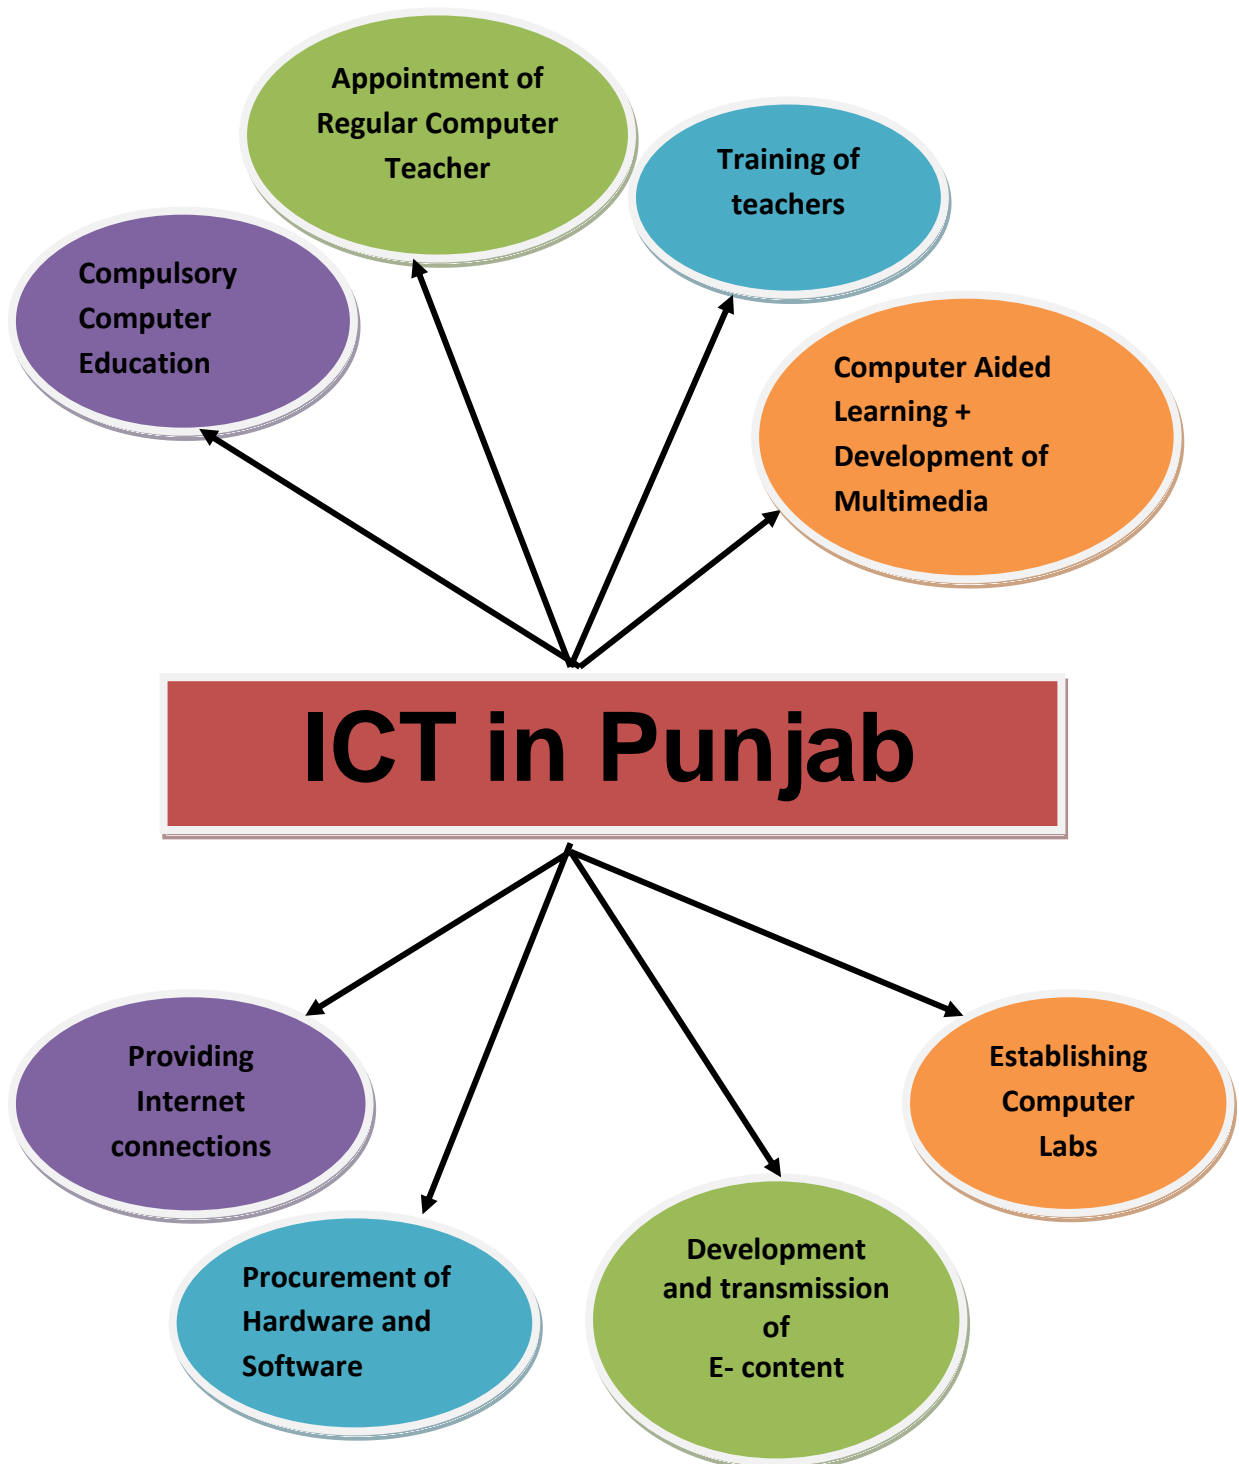 Appointment of
Regular Computer
Teacher
Training of
teachers
Compulsory
Computer
Education
Computer Aided
Learning +
Development of
Multimedia
ICT in Punjab
Providing
Internet
connections
Establishing
Computer
Labs
Procurement of
Hardware and
Software
Development
and transmission
of
E- content